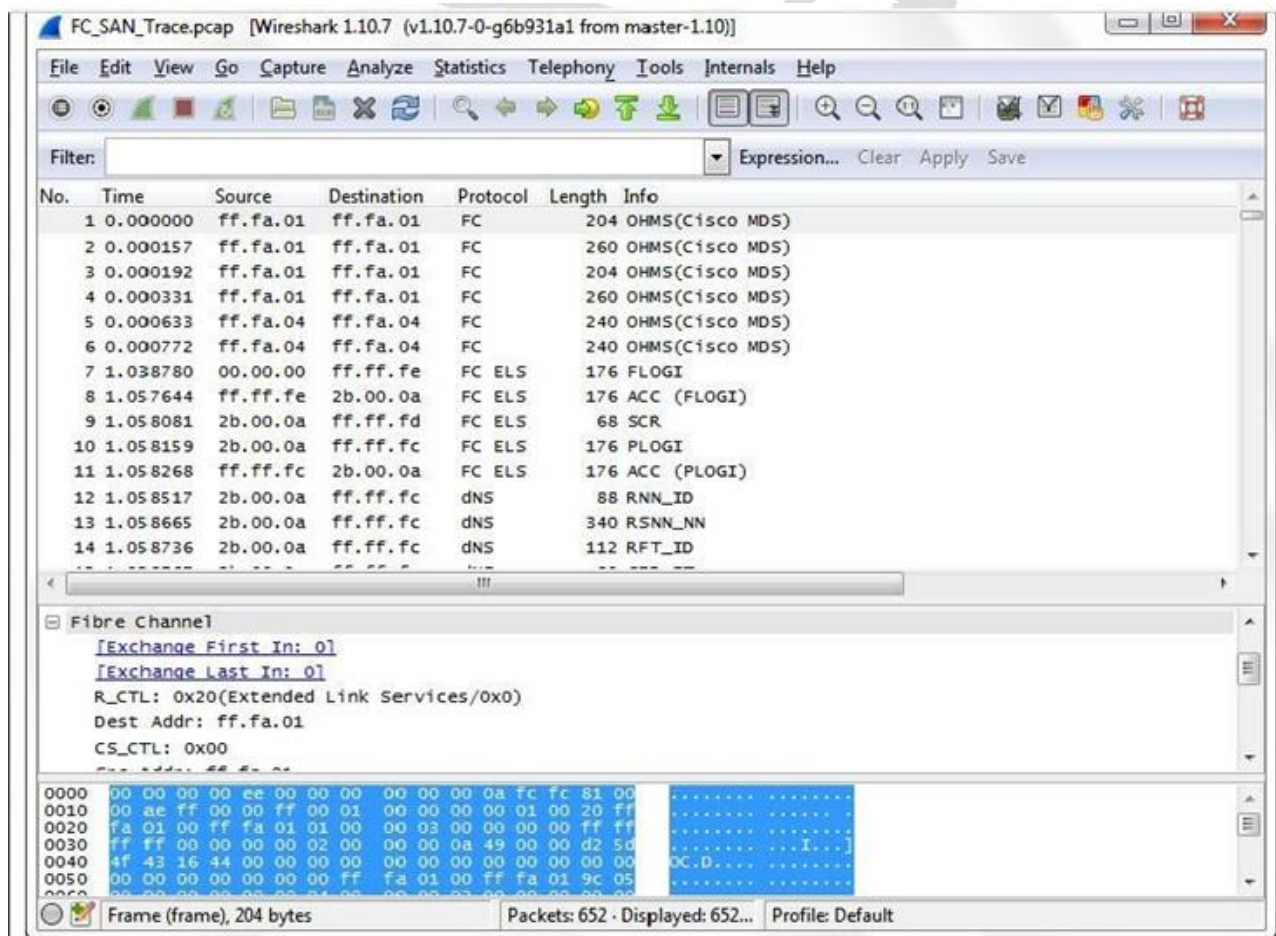 FC_SAN_Trace.pcap [Wireshark 1.10.7 (v1.10.7-0-g6b931a1 from master-1.10)]
File Edit View Go Capture Analyze Statistics Telephony Tools Internals Help
Filter: Expression... Clear Apply Save
No. Time Source Destination Protocol Length Info
1 0.000000 ff.fa.01 ff.fa.01 FC 204 OHMS(Cisco MDS)
2 0.000157 ff.fa.01 ff.fa.01 FC 260 OHMS(Cisco MDS)
3 0.000192 ff.fa.01 ff.fa.01 FC 204 OHMS(Cisco MDS)
4 0.000331 ff.fa.01 ff.fa.01 FC 260 OHMS(Cisco MDS)
5 0.000633 ff.fa.04 ff.fa.04 FC 240 OHMS(Cisco MDS)
6 0.000772 ff.fa.04 ff.fa.04 FC 240 OHMS(Cisco MDS)
7 1.038780 00.00.00 ff.ff.fe FC ELS 176 FLOGI
8 1.057644 ff.ff.fe 2b.00.0a FC ELS 176 ACC (FLOGI)
9 1.058081 2b.00.0a ff.ff.fd FC ELS 68 SCR
10 1.058159 2b.00.0a ff.ff.fc FC ELS 176 PLOGI
11 1.058268 ff.ff.fc 2b.00.0a FC ELS 176 ACC (PLOGI)
12 1.058517 2b.00.0a ff.ff.fc dNS 88 RNN_ID
13 1.058665 2b.00.0a ff.ff.fc dNS 340 RSNN_NN
14 1.058736 2b.00.0a ff.ff.fc dNS 112 RFT_ID
Fibre Channel
[Exchange First In: 0]
[Exchange Last In: 0]
R_CTL: 0x20(Extended Link Services/0x0)
Dest Addr: ff.fa.01
CS_CTL: 0x00
0000 00 00 00 00 ee 00 00 00 00 00 00 0a fc fc 81 00 ........ ........
0010 00 ae ff 00 00 ff 00 01 00 00 00 00 01 00 20 ff ........ ...... .
0020 fa 01 00 ff fa 01 01 00 00 03 00 00 00 00 ff ff ........ ........
0030 ff ff 00 00 00 00 02 00 00 00 0a 49 00 00 d2 5d ........ ...I...]
0040 4f 43 16 44 00 00 00 00 00 00 00 00 00 00 00 00 OC.D.... ........
0050 00 00 00 00 00 00 00 ff fa 01 00 ff fa 01 9c 05 ........ ........
Frame (frame), 204 bytes Packets: 652 · Displayed: 652... Profile: Default